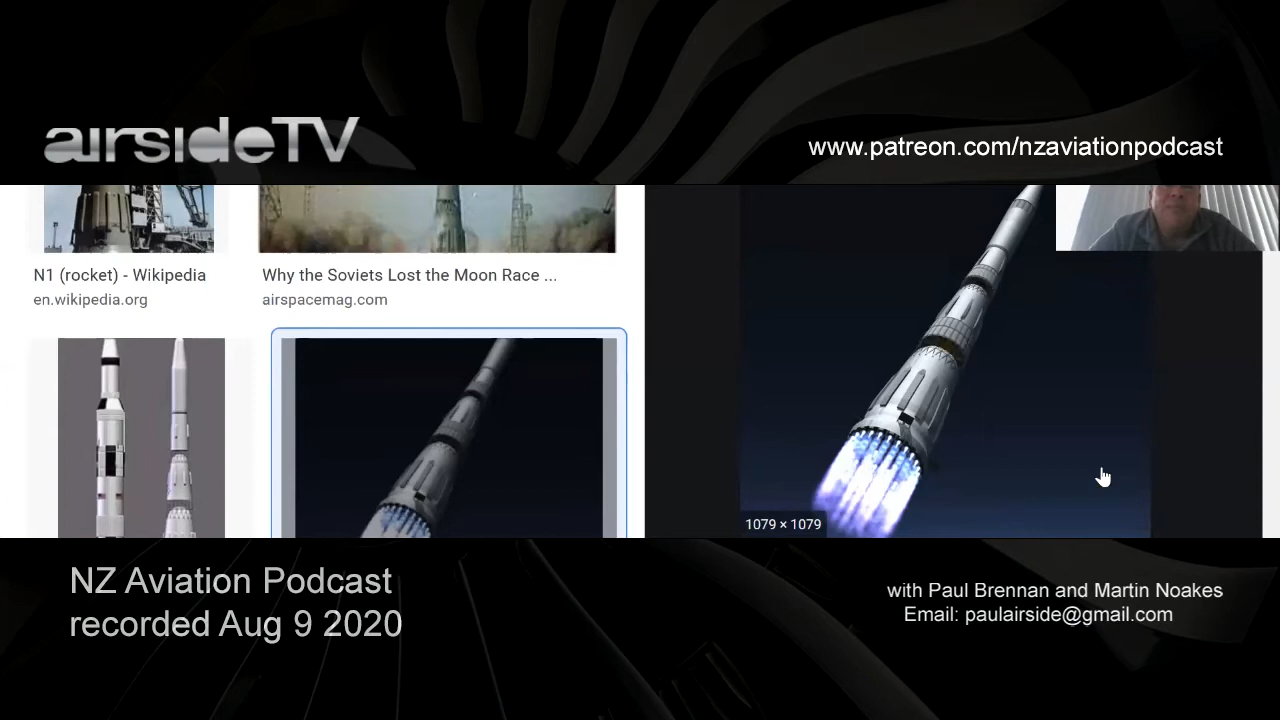 airsideTV
www.patreon.com/nzaviationpodcast
N1 (rocket) - Wikipedia
en.wikipedia.org
Why the Soviets Lost the Moon Race ...
airspacemag.com
1079 × 1079
NZ Aviation Podcast
recorded Aug 9 2020
with Paul Brennan and Martin Noakes
Email: paulairside@gmail.com